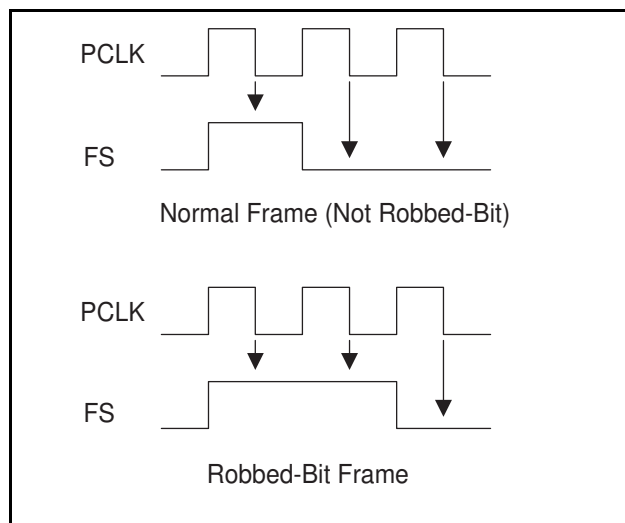 PCLK
FS
Normal Frame (Not Robbed-Bit)
PCLK
FS
Robbed-Bit Frame